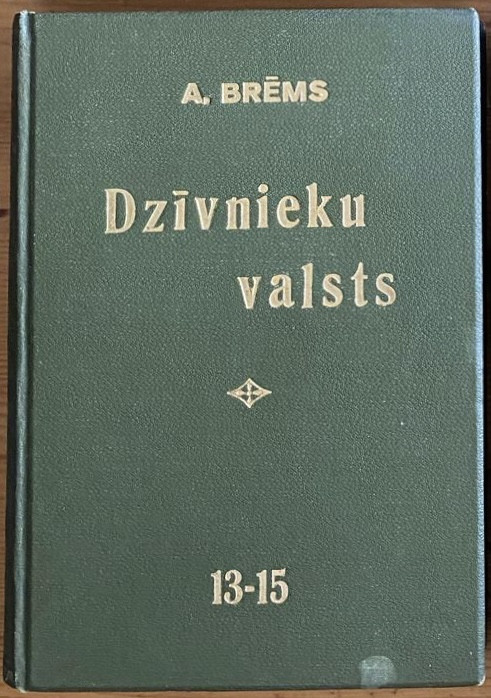 A. BRĒMS
Dzīvnieku
valsts
13-15